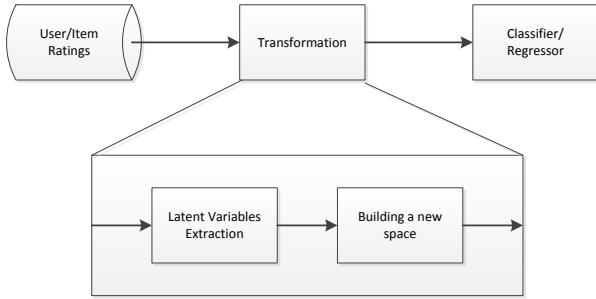 User/Item
Ratings
Transformation
Classifier/
Regressor
Latent Variables
Extraction
Building a new
space